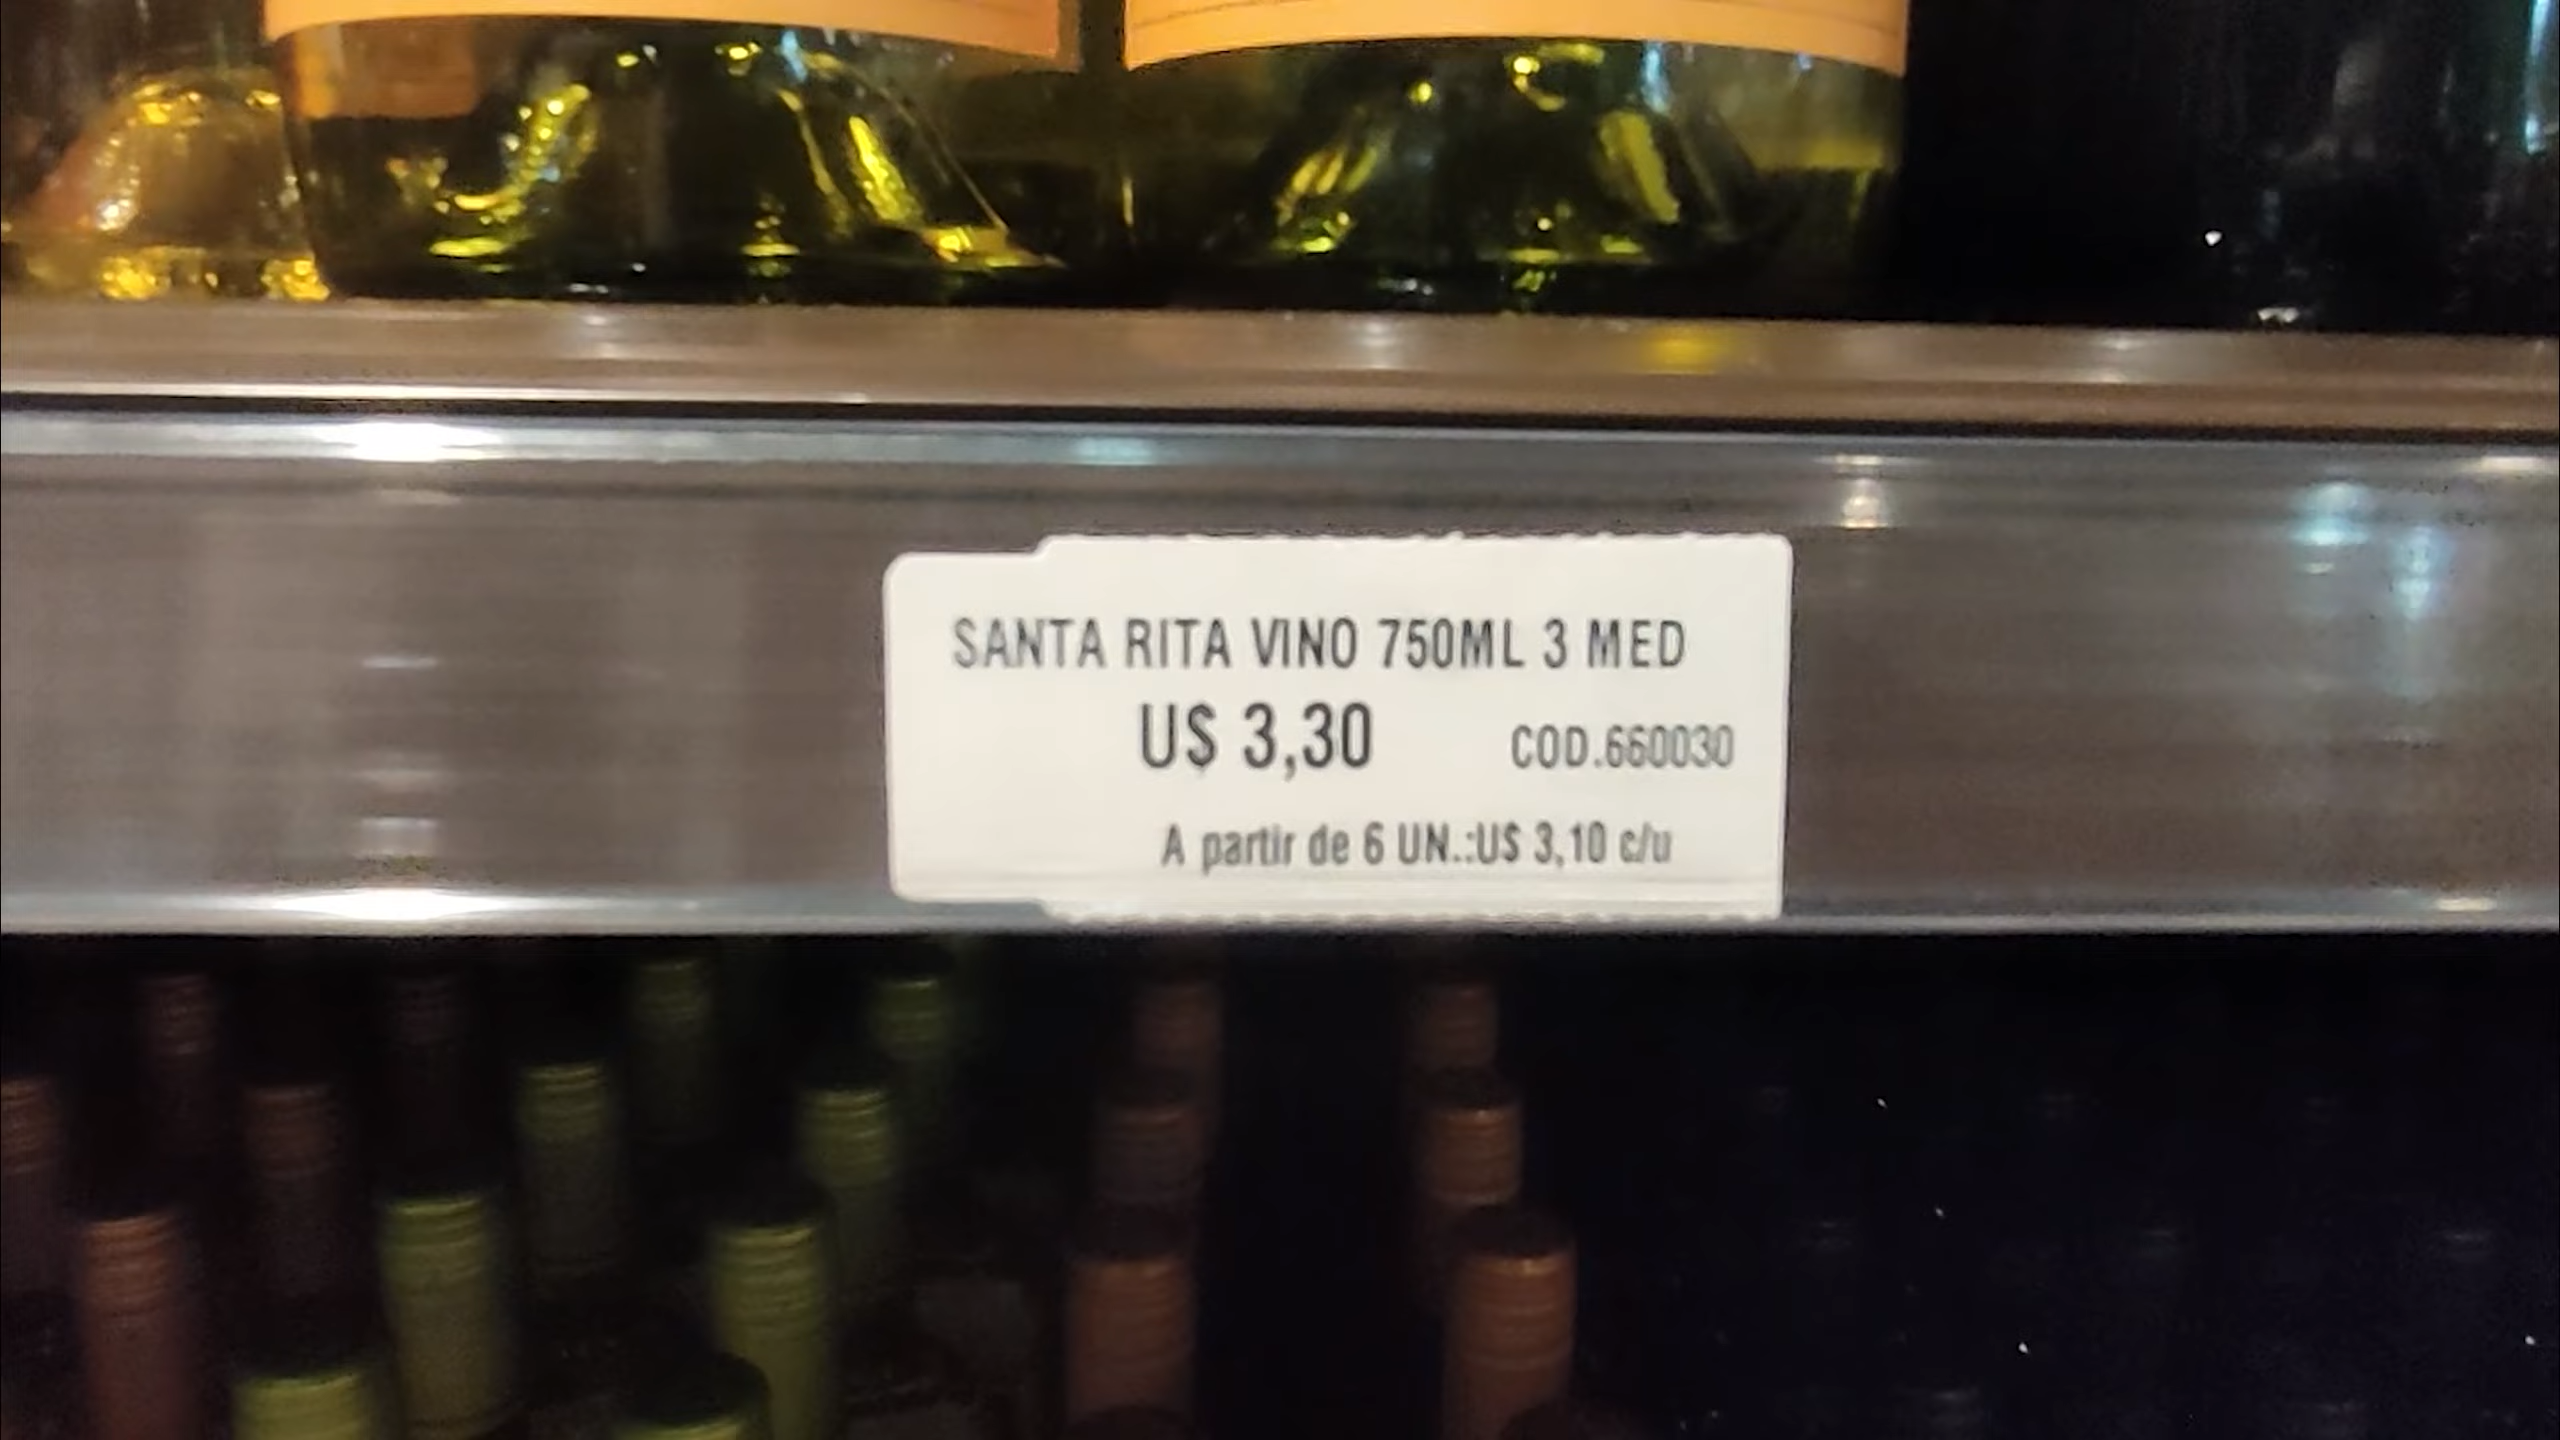 SANTA RITA VINO 750ML 3 MED
U$ 3,30 COD.660030
A partir de 6 UN.:U$ 3,10 c/u